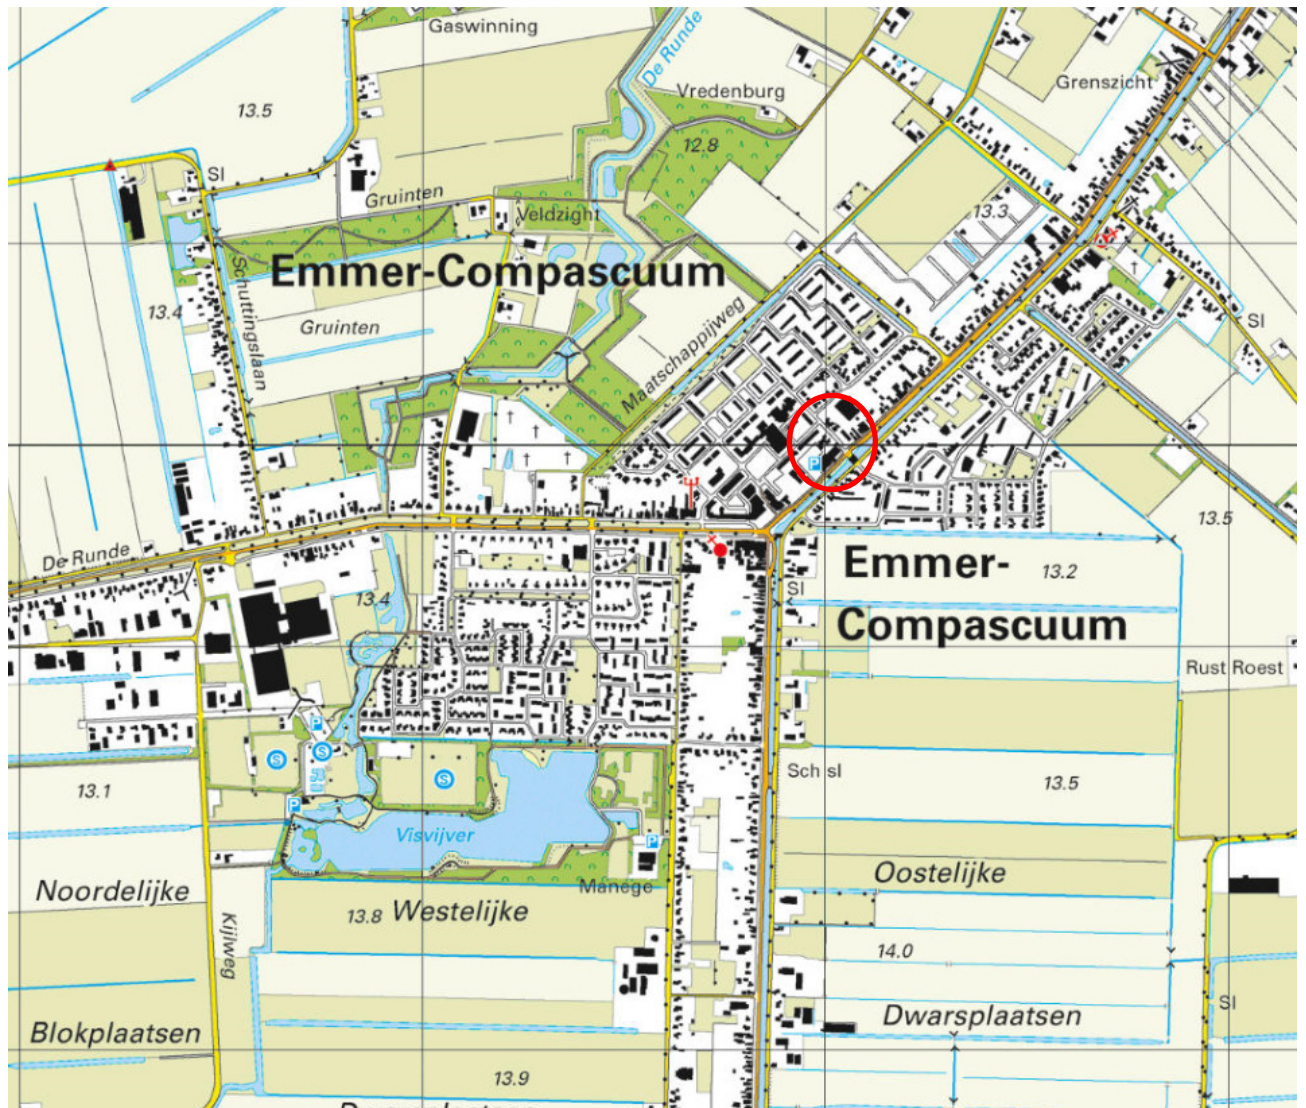 Gaswinning
De Runde
Vredenburg
Grenszicht
13.5
12.8
SI
Gruinten
Veldzight
13.3
Emmer-Compascuum
Schuttingslaan
13.4
Gruinten
Maatschappijweg
SI
P
13.5
De Runde
Emmer-
13.2
13.4
SI
Compascuum
Rust Roest
P
S
S
S
Sch sl
13.5
13.1
P
Visvijver
P
Manege
Oostelijke
Noordelijke
13.8
Westelijke
Kijlweg
14.0
SI
Dwarsplaatsen
Blokplaatsen
13.9